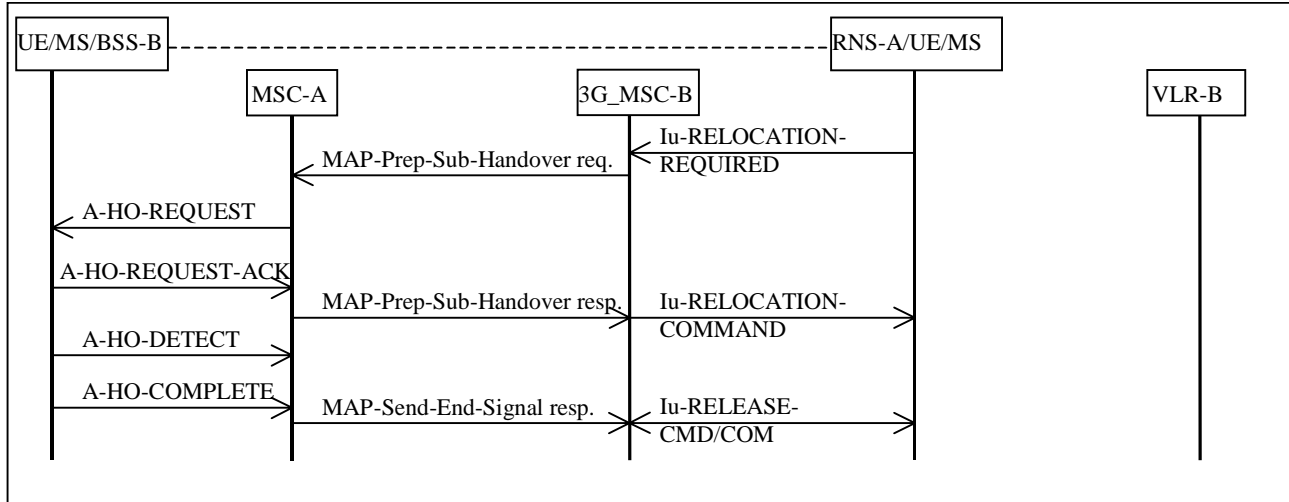 UE/MS/BSS-B
RNS-A/UE/MS
MSC-A
3G_MSC-B
VLR-B
Iu-RELOCATION-
REQUIRED
MAP-Prep-Sub-Handover req.
A-HO-REQUEST
A-HO-REQUEST-ACK
MAP-Prep-Sub-Handover resp.
Iu-RELOCATION-
COMMAND
A-HO-DETECT
A-HO-COMPLETE
MAP-Send-End-Signal resp.
Iu-RELEASE-
CMD/COM